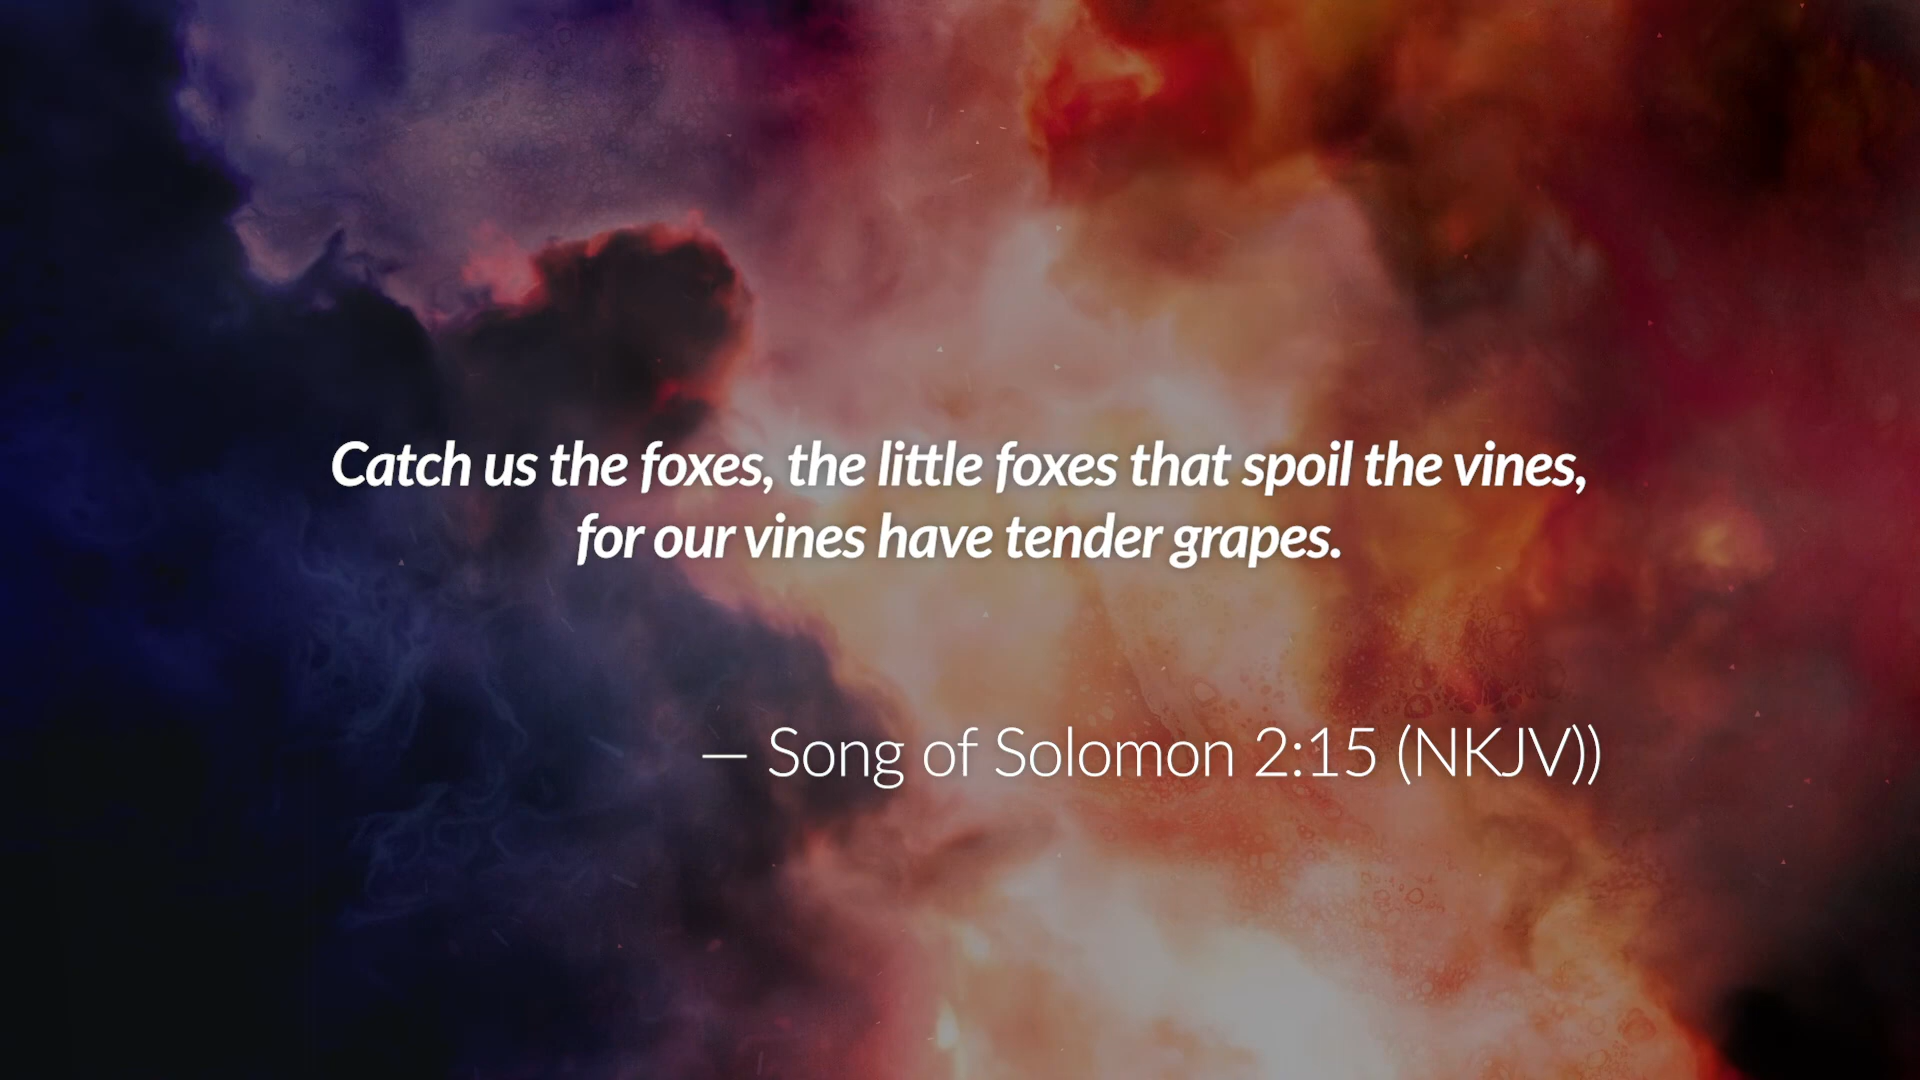 Catch us the foxes, the little foxes that spoil the vines,
for our vines have tender grapes.
— Song of Solomon 2:15 (NKJV))